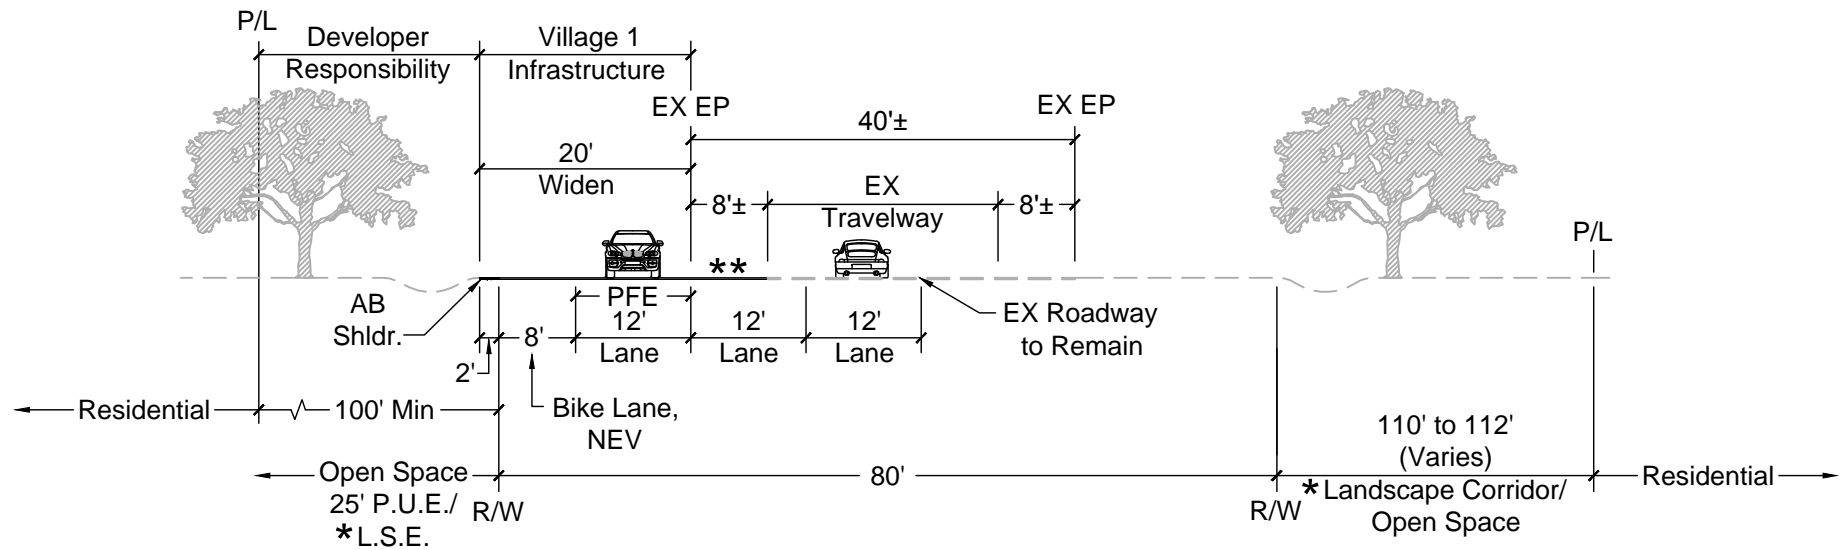 P/L
Developer
Responsibility
Village 1
Infrastructure
EX EP
EX EP
40'±
20'
Widen
8'±
EX
Travelway
8'±
P/L
**
AB
Shldr.
PFE
12'
Lane
12'
Lane
12'
Lane
8'
2'
EX Roadway
to Remain
Residential
100' Min
Bike Lane,
NEV
110' to 112'
(Varies)
Open Space
25' P.U.E./
*L.S.E.
R/W
80'
R/W
*Landscape Corridor/
Open Space
Residential